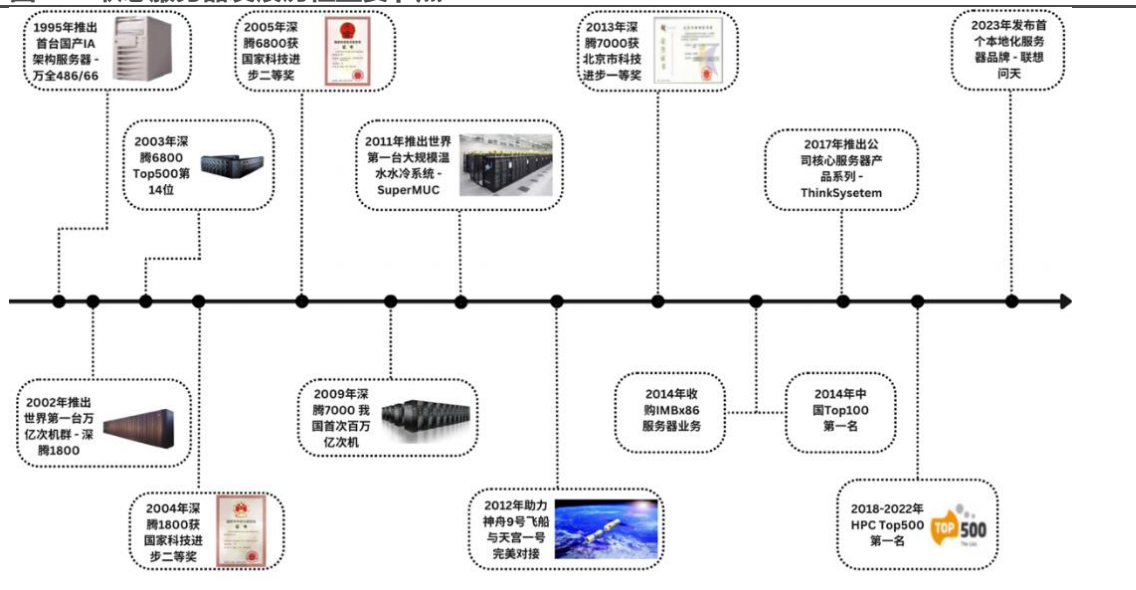 1995年推出
首台国产IA
架构服务器 -
万全486/66
2005年深
腾6800获
国家科技进
步二等奖
2013年深
腾7000获
北京市科技
进步一等奖
2023年发布首
个本地化服务
器品牌 - 联想
问天
2003年深
腾6800
Top500第
14位
2011年推出世界
第一台大规模温
水水冷系统 -
SuperMUC
2017年推出公
司核心服务器产
品系列 -
ThinkSysetem
2002年推出
世界第一台万
亿次机群 - 深
腾1800
2009年深
腾7000 我
国首次百万
亿次机
2014年收
购IMBx86
服务器业务
2014年中
国Top100
第一名
2004年深
腾1800获
国家科技进
步二等奖
2012年助力
神舟9号飞船
与天宫一号
完美对接
2018-2022年
HPC Top500
第一名
TOP 500
The List